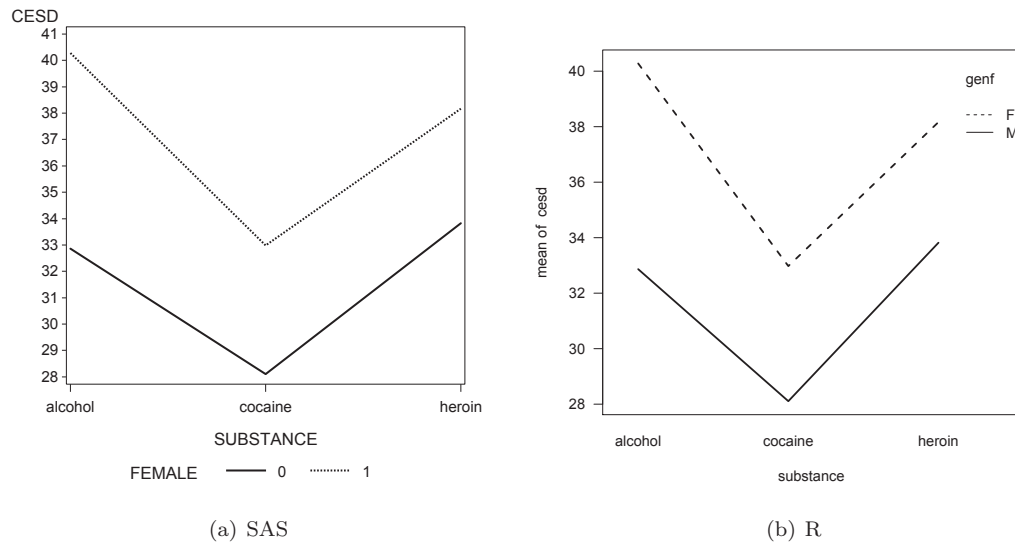 CESD
41
40
39
38
37
36
35
34
33
32
31
30
29
28
alcohol cocaine heroin
SUBSTANCE
FEMALE 0 1
(a) SAS
40
38
36
34
32
30
28
mean of cesd
genf
F
M
alcohol cocaine heroin
substance
(b) R